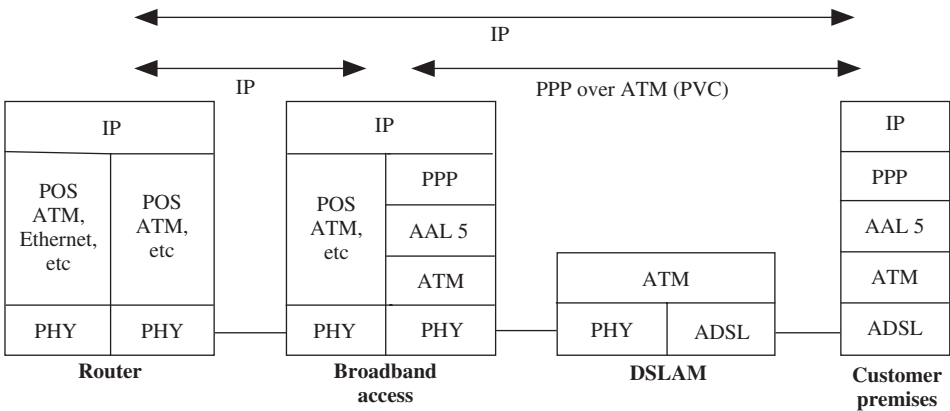 IP
IP
PPP over ATM (PVC)
IP
IP
IP
POS
ATM,
Ethernet,
etc
POS
ATM,
etc
POS
ATM,
etc
PPP
AAL 5
ATM
PPP
AAL 5
ATM
ATM
PHY
PHY
PHY
PHY
PHY
ADSL
ADSL
Router
Broadband
access
DSLAM
Customer
premises